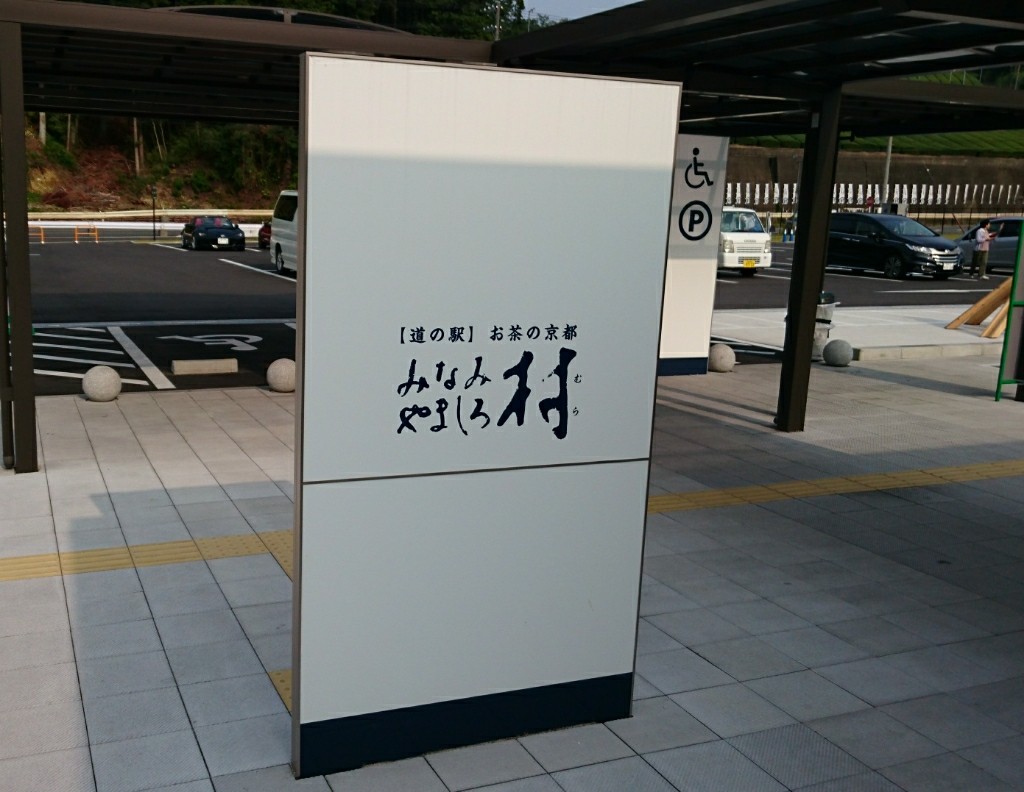 【道の駅】 お茶の京都
みなみ
やましろ村
むら
P